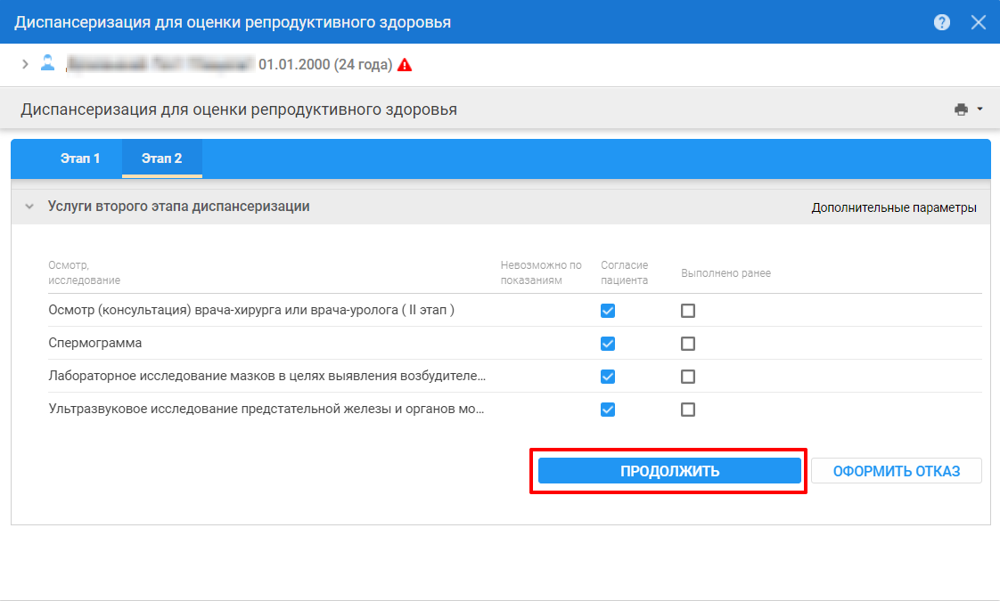 Диспансеризация для оценки репродуктивного здоровья
01.01.2000 (24 года)
Диспансеризация для оценки репродуктивного здоровья
Этап 1 Этап 2
Услуги второго этапа диспансеризации Дополнительные параметры
Осмотр, исследование Невозможно по показаниям Согласие пациента Выполнено ранее
Осмотр (консультация) врача-хирурга или врача-уролога ( II этап )
Спермограмма
Лабораторное исследование мазков в целях выявления возбудителе...
Ультразвуковое исследование предстательной железы и органов мо...
ПРОДОЛЖИТЬ ОФОРМИТЬ ОТКАЗ